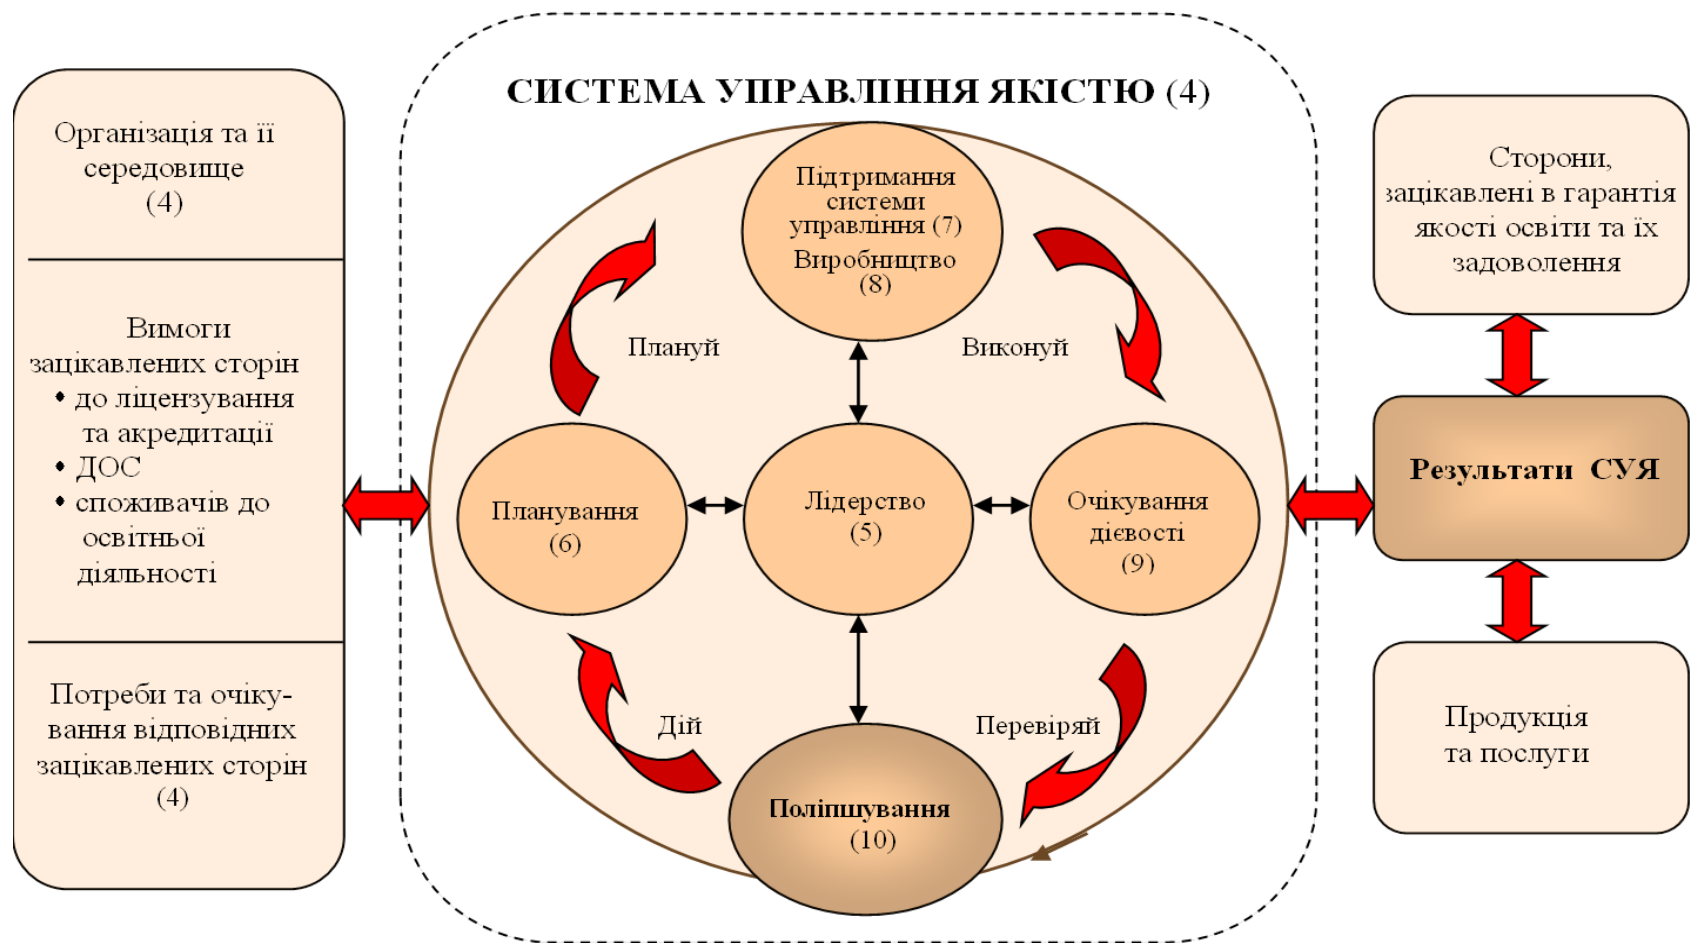 СИСТЕМА УПРАВЛІННЯ ЯКІСТЮ (4)
Організація та її
середовище
(4)
Вимоги
зацікавлених сторін
• до ліцензування
та акредитації
• ДОС
• споживачів до
освітньої
діяльності
Потреби та очіку-
вання відповідних
зацікавлених сторін
(4)
Підтримання
системи
управління (7)
Виробництво
(8)
Плануй
Виконуй
Планування
(6)
Лідерство
(5)
Очікування
дієвості
(9)
Дій
Перевіряй
Поліпшування
(10)
Сторони,
зацікавлені в гарантія
якості освіти та їх
задоволення
Результати СУЯ
Продукція
та послуги